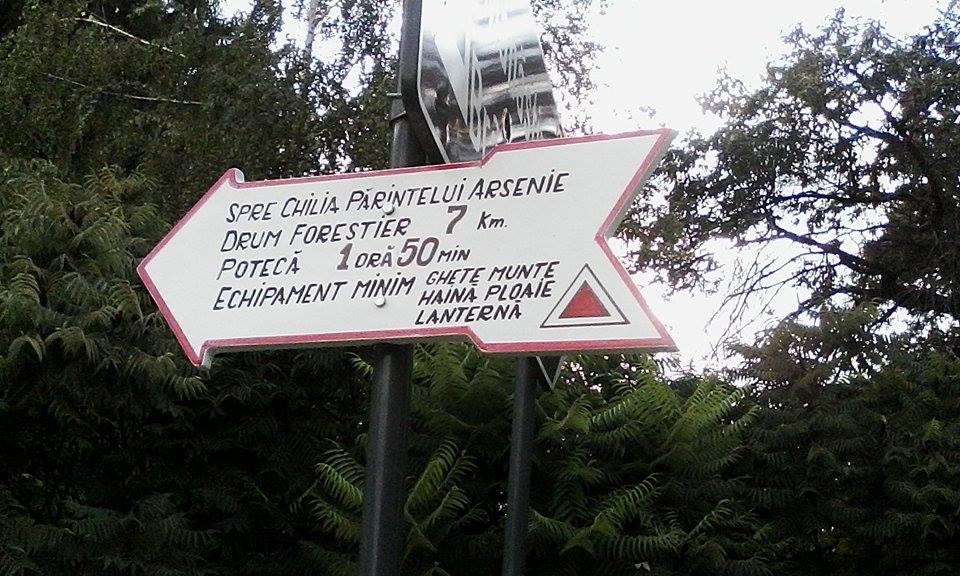 SPRE CHILIA PĂRINTELUI ARSENIE
DRUM FORESTIER 7 Km.
POTECĂ 1 ORĂ 50 MIN
ECHIPAMENT MINIM GHETE MUNTE
HAINĂ PLOAIE
LANTERNĂ